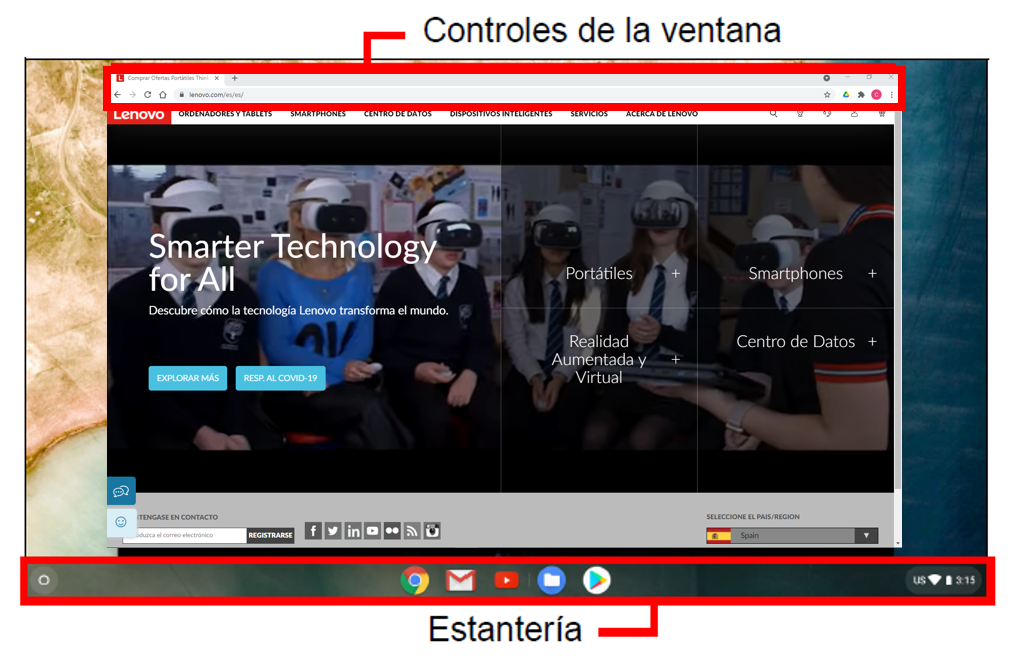 Controles de la ventana
Comprar Ofertas Portátiles Think
lenovo.com/es/es/
Lenovo ORDENADORES Y TABLETS SMARTPHONES CENTRO DE DATOS DISPOSITIVOS INTELIGENTES SERVICIOS ACERCA DE LENOVO
Smarter Technology
for All
Descubre cómo la tecnología Lenovo transforma el mundo.
EXPLORAR MÁS RESP. AL COVID-19
Portátiles +
Smartphones +
Realidad
Aumentada y +
Virtual
Centro de Datos +
TENGASE EN CONTACTO
duzca el correo electrónico REGISTRARSE
SELECCIONE EL PAIS/REGION
Spain
US 3:15
Estantería